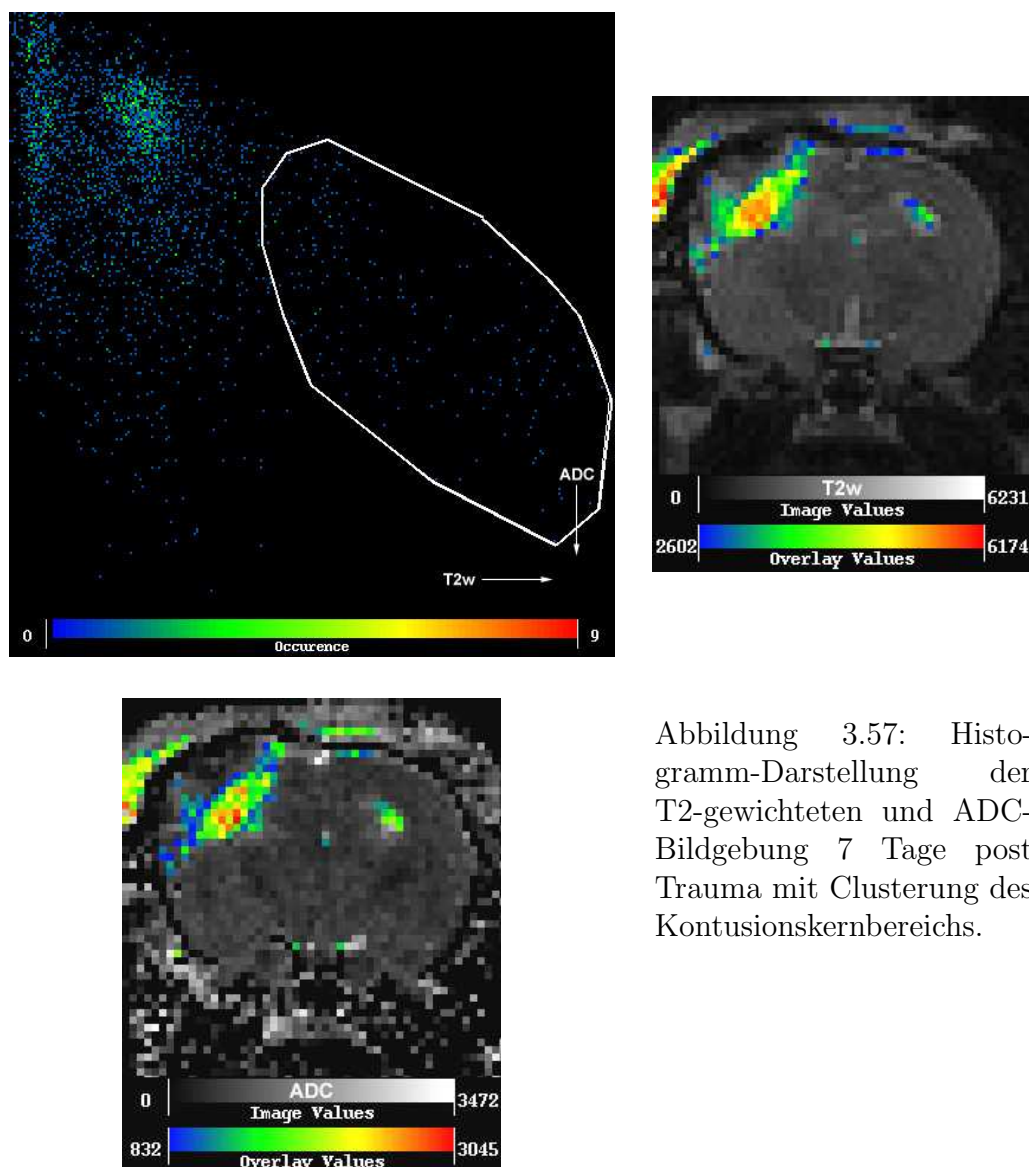 ADC
T2w
0 9
Occurence
T2w
0 6231
Image Values
2602 6174
Overlay Values
ADC
0 3472
Image Values
832 3045
Overlay Values
Abbildung 3.57: Histo-
gramm-Darstellung der
T2-gewichteten und ADC-
Bildgebung 7 Tage post
Trauma mit Clusterung des
Kontusionskernbereichs.